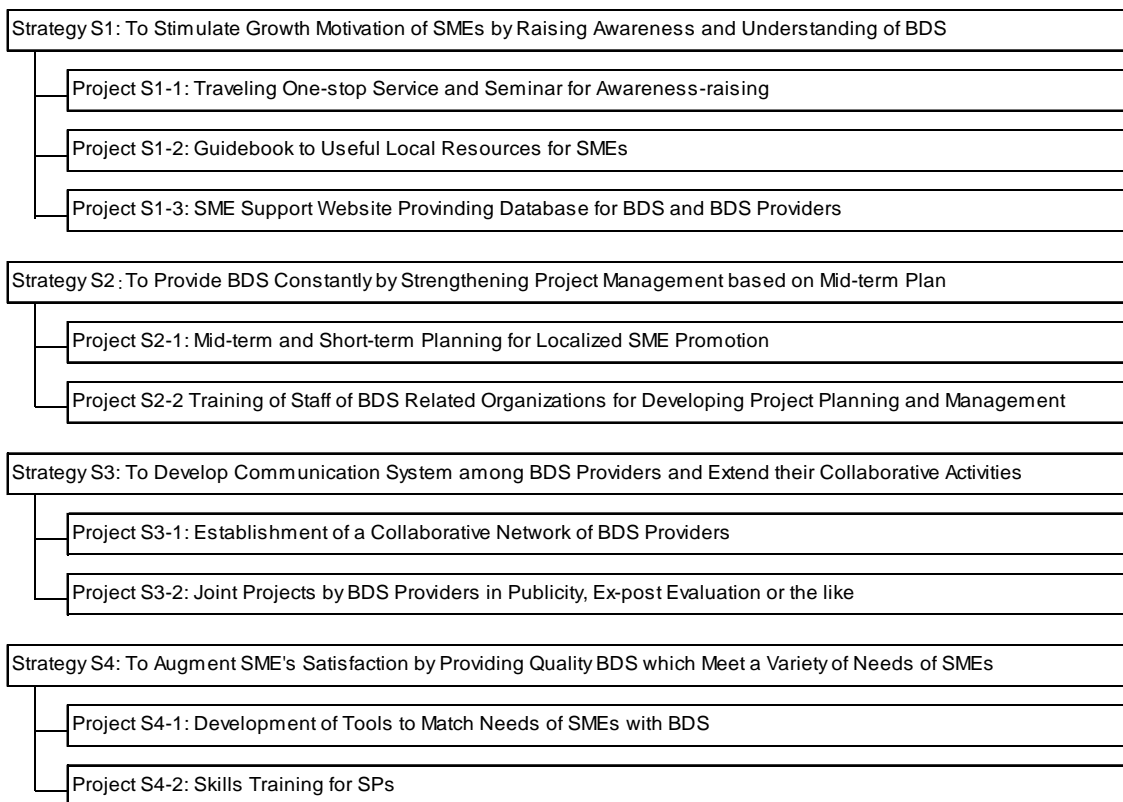 Strategy S1: To Stimulate Growth Motivation of SMEs by Raising Awareness and Understanding of BDS
Project S1-1: Traveling One-stop Service and Seminar for Awareness-raising
Project S1-2: Guidebook to Useful Local Resources for SMEs
Project S1-3: SME Support Website Provinding Database for BDS and BDS Providers
Strategy S2:To Provide BDS Constantly by Strengthening Project Management based on Mid-term Plan
Project S2-1: Mid-term and Short-term Planning for Localized SME Promotion
Project S2-2 Training of Staff of BDS Related Organizations for Developing Project Planning and Management
Strategy S3: To Develop Communication System among BDS Providers and Extend their Collaborative Activities
Project S3-1: Establishment of a Collaborative Network of BDS Providers
Project S3-2: Joint Projects by BDS Providers in Publicity, Ex-post Evaluation or the like
Strategy S4: To Augment SME's Satisfaction by Providing Quality BDS which Meet a Variety of Needs of SMEs
Project S4-1: Development of Tools to Match Needs of SMEs with BDS
Project S4-2: Skills Training for SPs